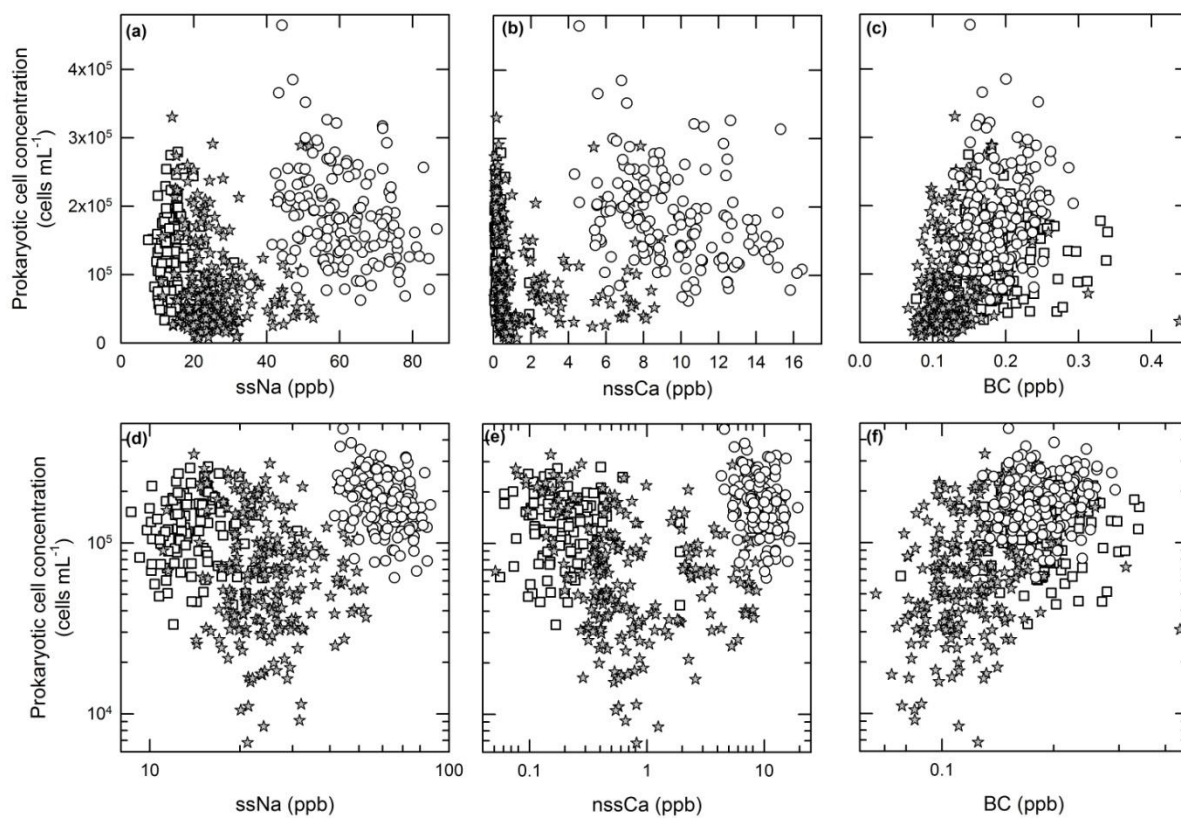 (a)
(b)
(c)
Prokaryotic cell concentration
(cells mL⁻¹)
4x10⁵
3x10⁵
2x10⁵
1x10⁵
0
0 20 40 60 80
ssNa (ppb)
0 2 4 6 8 10 12 14 16
nssCa (ppb)
0.0 0.1 0.2 0.3 0.4
BC (ppb)
(d)
(e)
(f)
Prokaryotic cell concentration
(cells mL⁻¹)
10⁵
10⁴
10 100
ssNa (ppb)
0.1 1 10
nssCa (ppb)
0.1
BC (ppb)